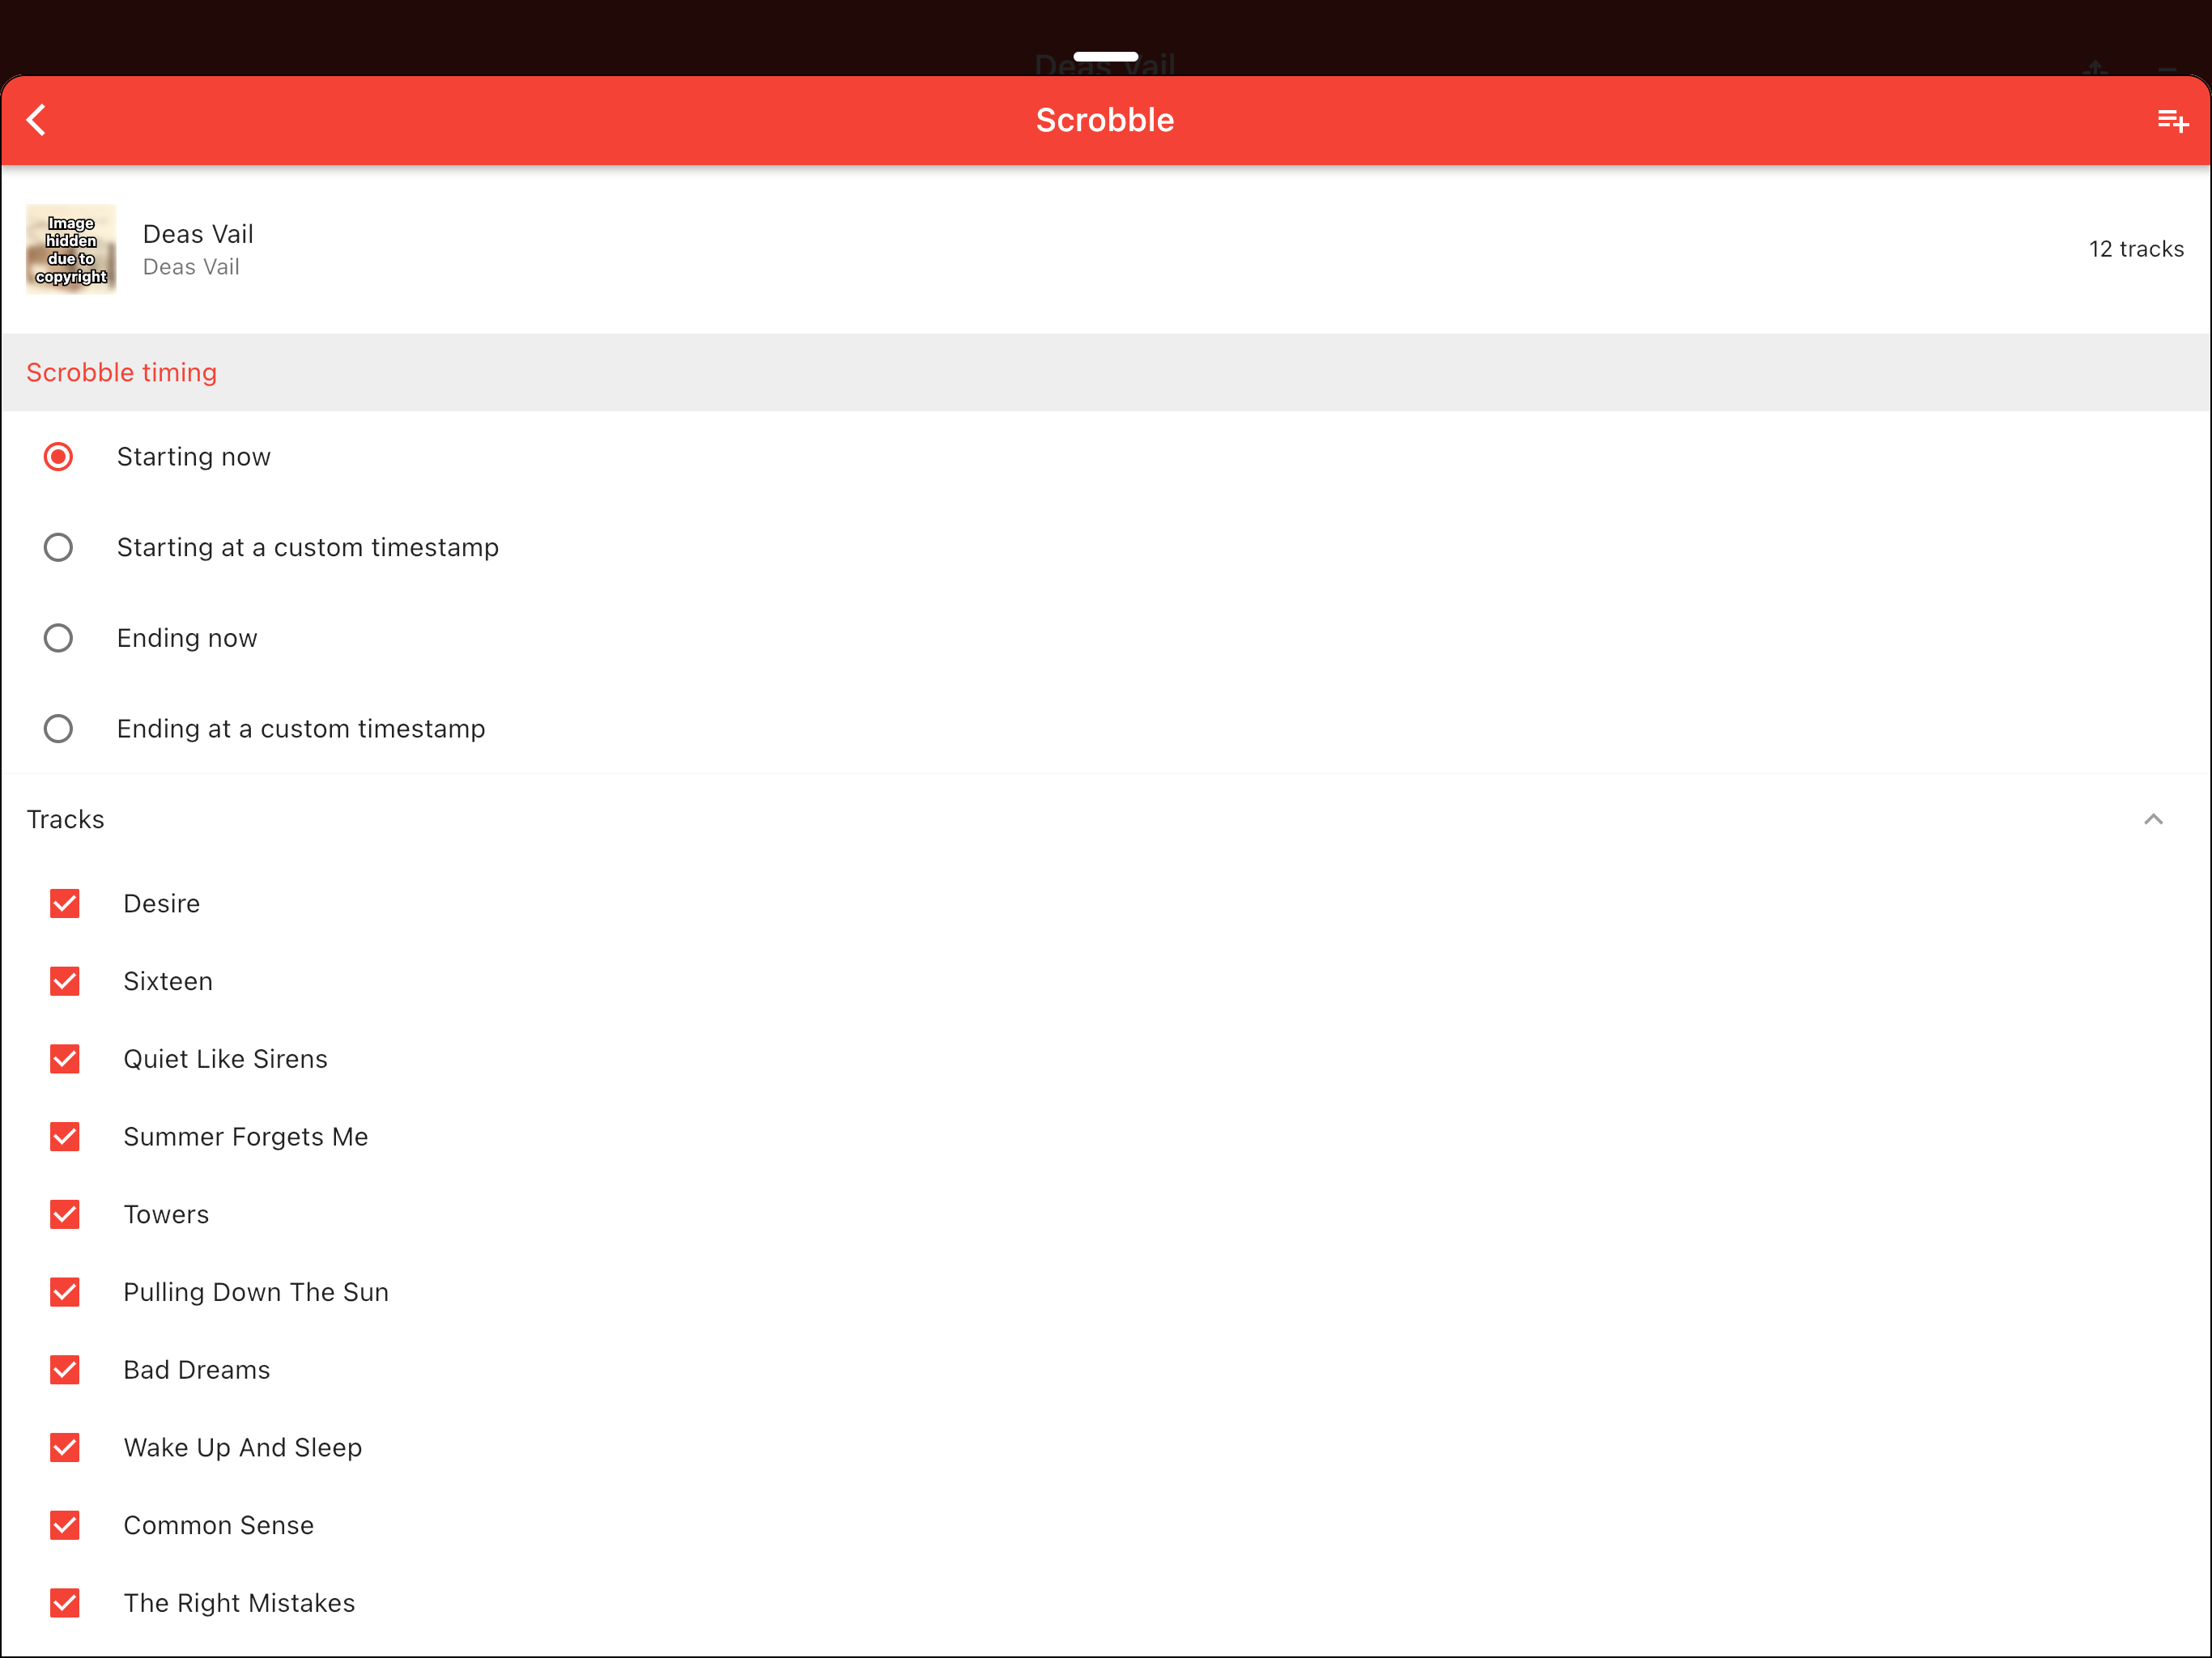 Deas Vail
Scrobble
Image
hidden
due to
copyright
Deas Vail
Deas Vail
12 tracks
Scrobble timing
Starting now
Starting at a custom timestamp
Ending now
Ending at a custom timestamp
Tracks
Desire
Sixteen
Quiet Like Sirens
Summer Forgets Me
Towers
Pulling Down The Sun
Bad Dreams
Wake Up And Sleep
Common Sense
The Right Mistakes